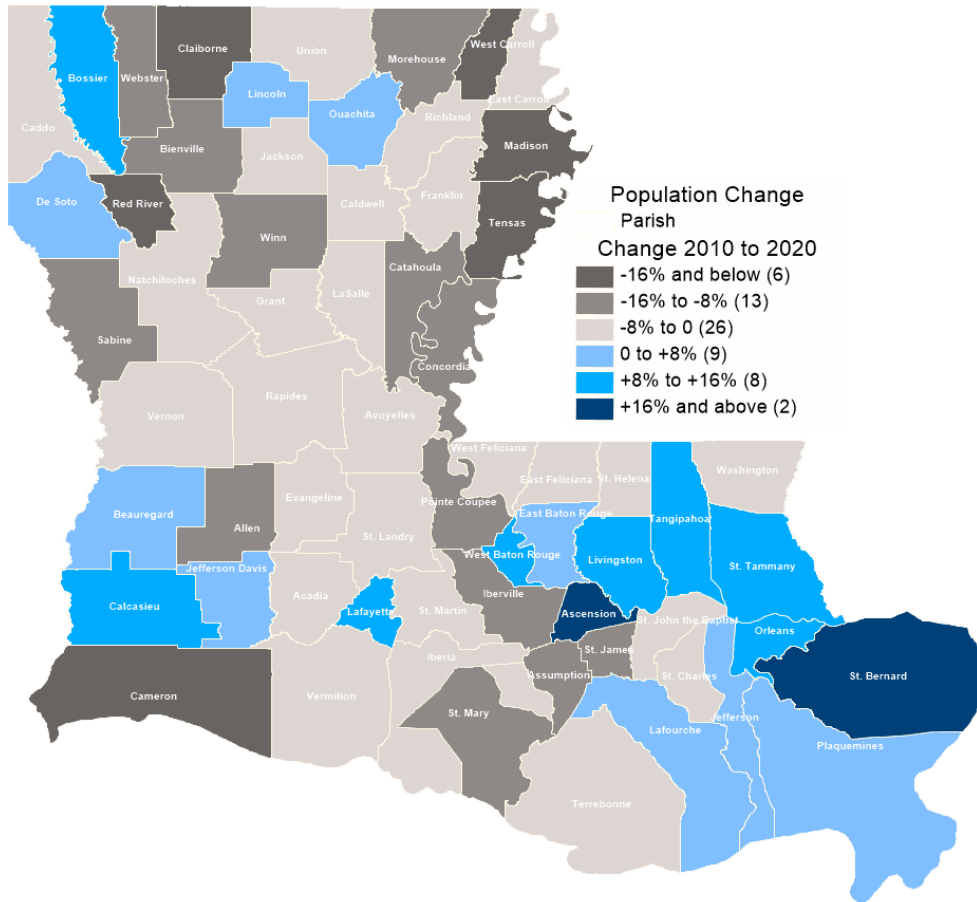 Claiborne
West Carroll
Union
Morehouse
Bossier
Webster
Lincoln
East Carroll
Ouachita
Richland
Caddo
Madison
Bienville
Jackson
Population Change
Parish
Change 2010 to 2020
-16% and below (6)
-16% to -8% (13)
-8% to 0 (26)
0 to +8% (9)
+8% to +16% (8)
+16% and above (2)
De Soto
Red River
Caldwell
Franklin
Tensas
Winn
Catahoula
Natchitoches
Grant
LaSalle
Sabine
Concordia
Rapides
Vernon
Avoyelles
West Feliciana
Washington
East Feliciana
St. Helena
Pointe Coupee
Beauregard
Evangeline
East Baton Rouge
Allen
Tangipahoa
St. Landry
West Baton Rouge
Livingston
Jefferson Davis
St. Tammany
Iberville
Acadia
Calcasieu
Lafayette
St. Martin
Ascension
St. John the Baptist
Orleans
Iberia
St. James
Assumption
St. Charles
St. Bernard
Cameron
Vermilion
St. Mary
Jefferson
Lafourche
Plaquemines
Terrebonne